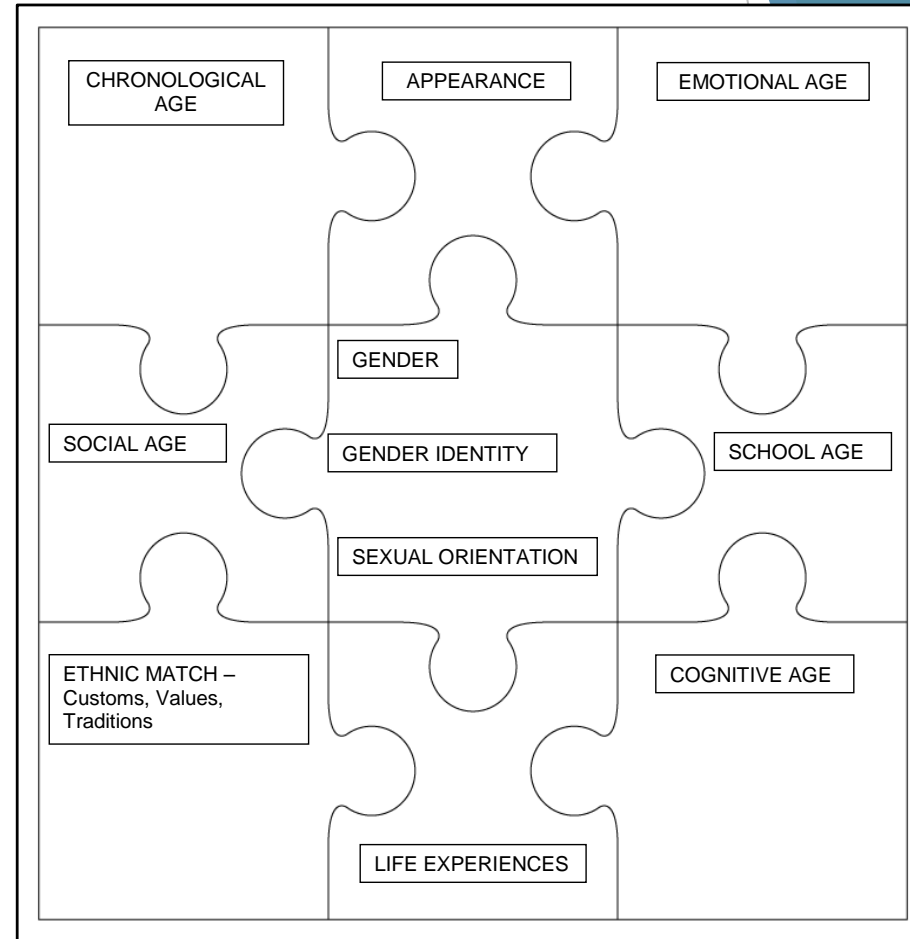 CHRONOLOGICAL
AGE
APPEARANCE
EMOTIONAL AGE
GENDER
SOCIAL AGE
GENDER IDENTITY
SCHOOL AGE
SEXUAL ORIENTATION
ETHNIC MATCH –
Customs, Values,
Traditions
COGNITIVE AGE
LIFE EXPERIENCES